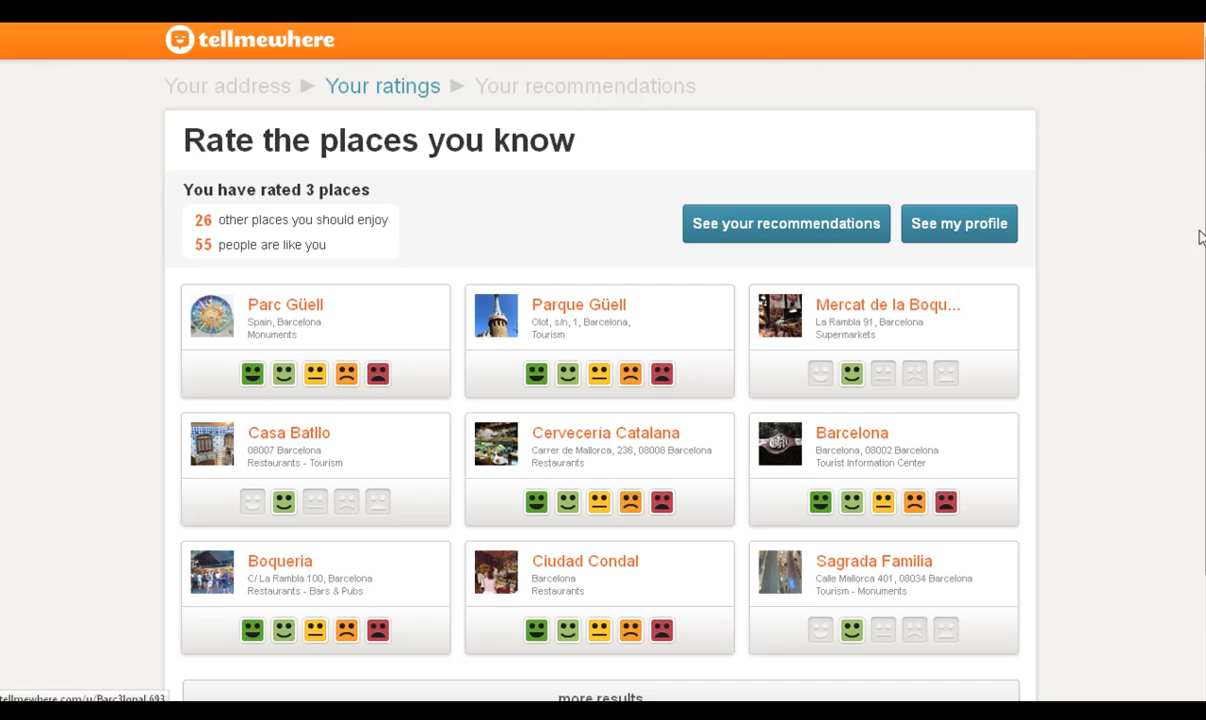 tellmewhere
Your address ▶ Your ratings ▶ Your recommendations
Rate the places you know
You have rated 3 places
26 other places you should enjoy
55 people are like you
See your recommendations
See my profile
Parc Güell
Spain, Barcelona
Monuments
Parque Güell
Olot, s/n, 1, Barcelona,
Tourism
Mercat de la Boqu...
La Rambla 91, Barcelona
Supermarkets
Casa Batllo
08007 Barcelona
Restaurants - Tourism
Cervecería Catalana
Carrer de Mallorca, 236, 08008 Barcelona
Restaurants
Barcelona
Barcelona, 08002 Barcelona
Tourist Information Center
Boqueria
C/ La Rambla 100, Barcelona
Restaurants - Bars & Pubs
Ciudad Condal
Barcelona
Restaurants
Sagrada Familia
Calle Mallorca 401, 08034 Barcelona
Tourism - Monuments
more results